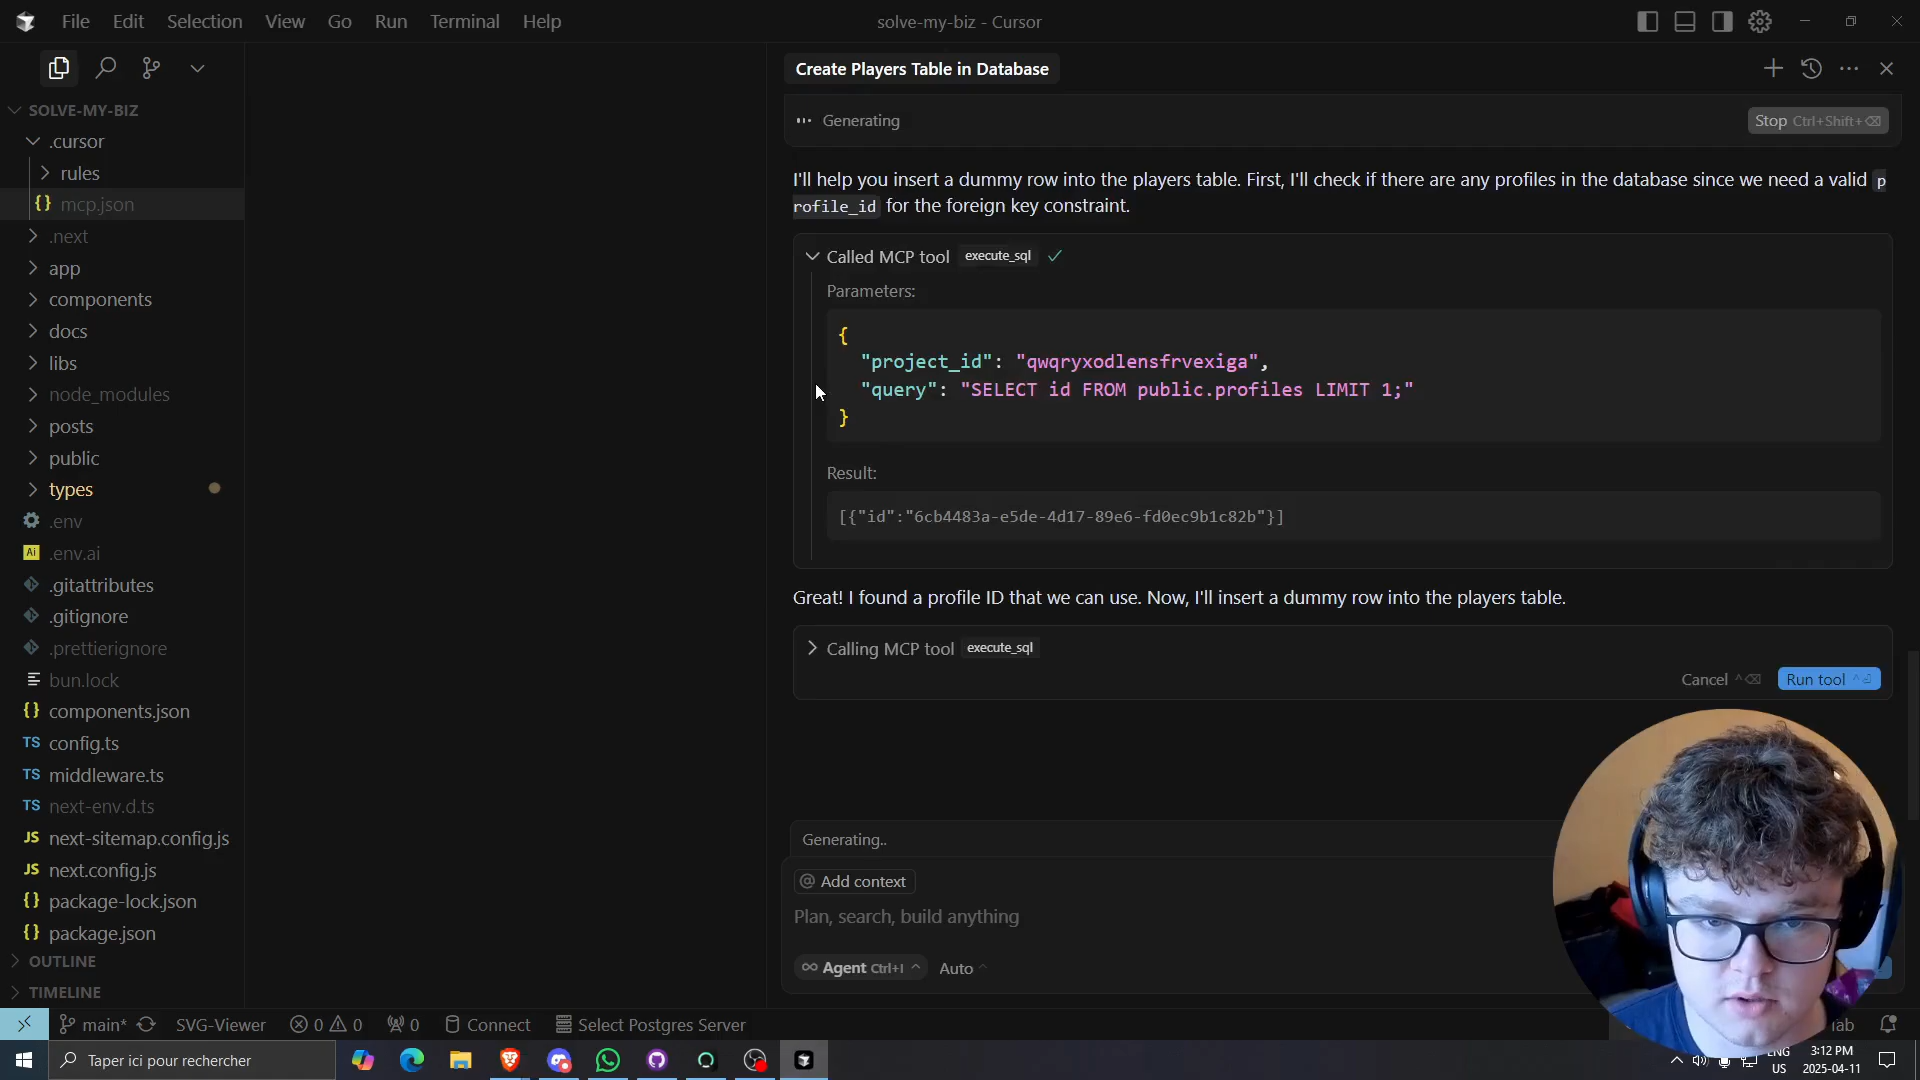 File Edit Selection View Go Run Terminal Help
solve-my-biz - Cursor
SOLVE-MY-BIZ
.cursor
rules
mcp.json
.next
app
components
docs
libs
node_modules
posts
public
types
.env
Ai .env.ai
.gitattributes
.gitignore
.prettierignore
bun.lock
{} components.json
TS config.ts
TS middleware.ts
TS next-env.d.ts
JS next-sitemap.config.js
JS next.config.js
{} package-lock.json
{} package.json
OUTLINE
TIMELINE
Create Players Table in Database
Generating
Stop Ctrl+Shift+⌫
I'll help you insert a dummy row into the players table. First, I'll check if there are any profiles in the database since we need a valid p
rofile_id for the foreign key constraint.
Called MCP tool execute_sql
Parameters:
{
"project_id": "qwqryxodlensfrvexiga",
"query": "SELECT id FROM public.profiles LIMIT 1;"
}
Result:
[{"id":"6cb4483a-e5de-4d17-89e6-fd0ec9b1c82b"}]
Great! I found a profile ID that we can use. Now, I'll insert a dummy row into the players table.
Calling MCP tool execute_sql
Cancel ^⌫ Run tool ^⏎
Generating..
@ Add context
Plan, search, build anything
∞ Agent Ctrl+I ^ Auto ^
main* SVG-Viewer 0 0 0 Connect Select Postgres Server
Taper ici pour rechercher
ENG
US
3:12 PM
2025-04-11